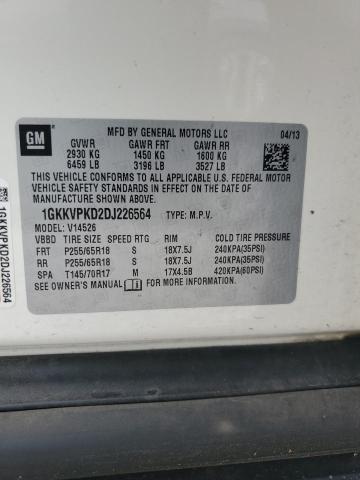 GM
MFD BY GENERAL MOTORS LLC 04/13
GVWR GAWR FRT GAWR RR
2930 KG 1450 KG 1600 KG
6459 LB 3196 LB 3527 LB
THIS VEHICLE CONFORMS TO ALL APPLICABLE U.S. FEDERAL MOTOR
VEHICLE SAFETY STANDARDS IN EFFECT ON THE DATE OF
MANUFACTURE SHOWN ABOVE.
1GKKVPKD2DJ226564 TYPE: M.P.V.
MODEL: V14526
VBBD TIRE SIZE SPEED RTG RIM COLD TIRE PRESSURE
FRT P255/65R18 S 18X7.5J 240KPA(35PSI)
RR P255/65R18 S 18X7.5J 240KPA(35PSI)
SPA T145/70R17 M 17X4.5B 420KPA(60PSI)
SEE OWNER'S MANUAL FOR ADDITIONAL INFORMATION.
1GKKVPKD2DJ226564